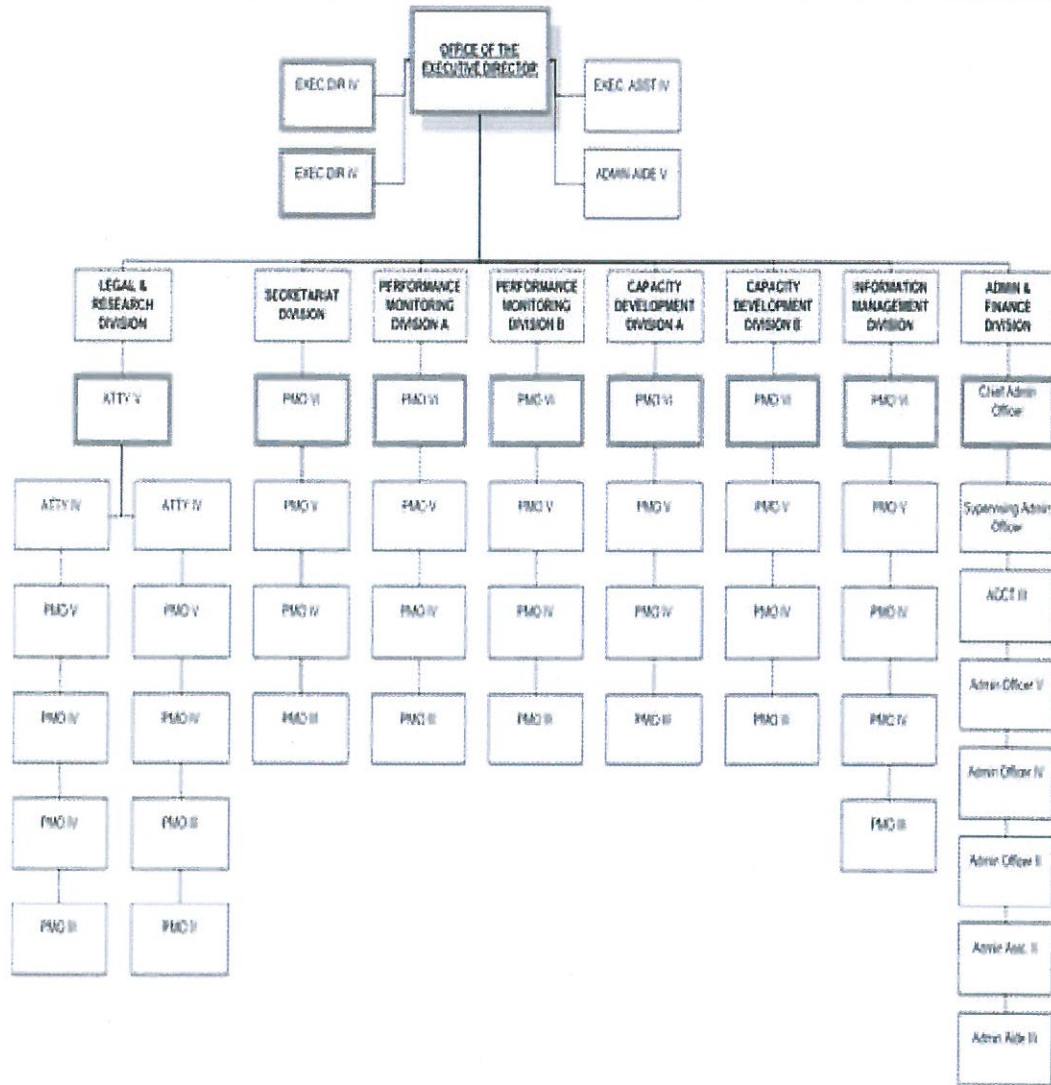 OFFICE OF THE
EXECUTIVE DIRECTOR
EXEC DIR IV
EXEC. ASST IV
EXEC DIR IV
ADMIN AIDE V
LEGAL &
RESEARCH
DIVISION
SECRETARIAT
DIVISION
PERFORMANCE
MONITORING
DIVISION A
PERFORMANCE
MONITORING
DIVISION B
CAPACITY
DEVELOPMENT
DIVISION A
CAPACITY
DEVELOPMENT
DIVISION B
INFORMATION
MANAGEMENT
DIVISION
ADMIN &
FINANCE
DIVISION
ATTY V
PMO VI
PMO VI
PMO VI
PMO VI
PMO VI
PMO VI
Chief Admin
Officer
ATTY IV
ATTY IV
PMO V
PMO V
PMO V
PMO V
PMO V
PMO V
Supervising Admin
Officer
PMO V
PMO V
PMO IV
PMO IV
PMO IV
PMO IV
PMO IV
PMO IV
ACCT III
PMO IV
PMO IV
PMO III
PMO III
PMO III
PMO III
PMO III
PMO IV
Admin Officer V
Admin Officer IV
PMO IV
PMO III
PMO III
Admin Officer II
PMO III
PMO II
Admin Asst. II
Admin Aide III